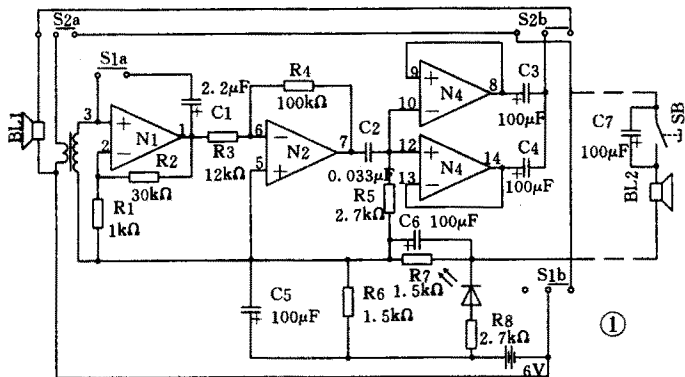 S2a
S2b
S1a
2.2μF
C1
R4
100kΩ
3
+
N1
1
2
−
R2
30kΩ
R1
1kΩ
BL1
R3
12kΩ
6
−
N2
7
5
+
C2
0.033μF
9
+
N4
8
10
−
C3
100μF
12
+
N4
14
13
−
C4
100μF
R5
2.7kΩ
C6
100μF
R7
1.5kΩ
C7
100μF
SB
BL2
C5
100μF
R6
1.5kΩ
R8
2.7kΩ
S1b
6V
①